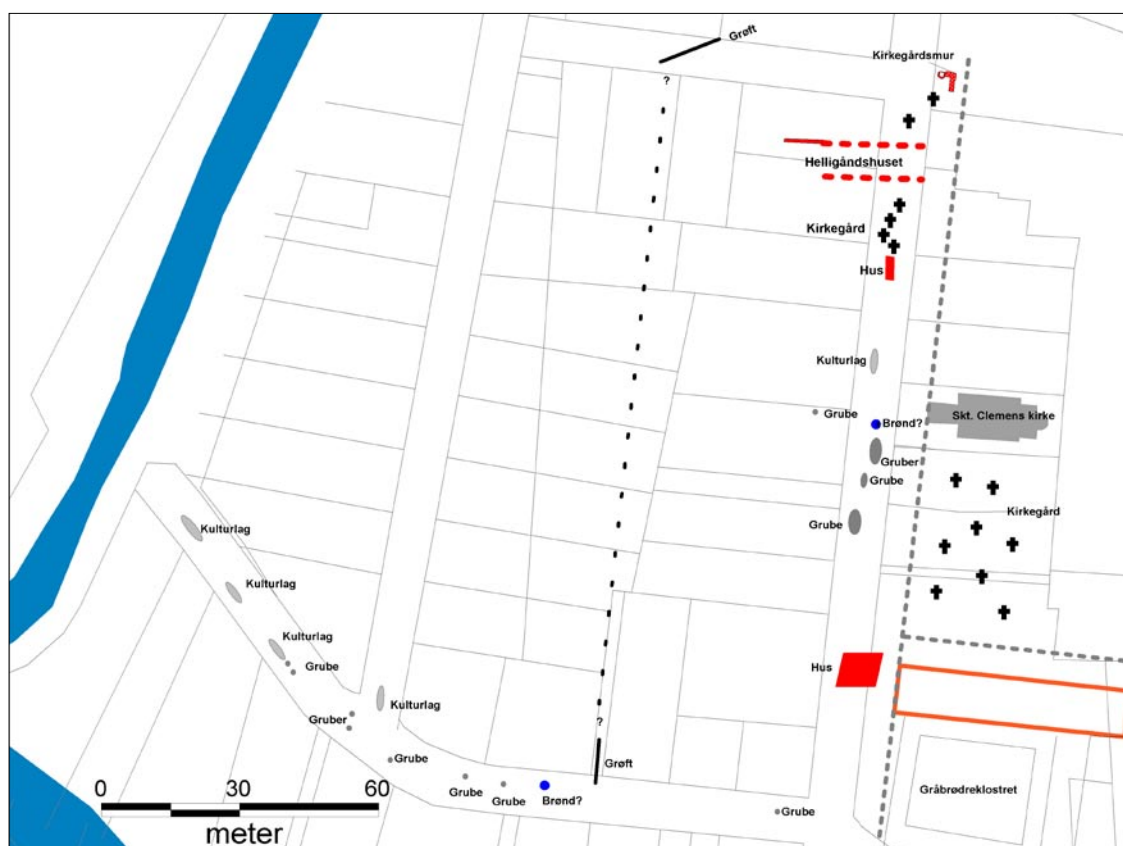 Grøft
Kirkegårdsmur
?
Helligåndshuset
Kirkegård
Hus
Kulturlag
Grube
Brønd?
Skt. Clemens kirke
Gruber
Grube
Kirkegård
Grube
Kulturlag
Kulturlag
Kulturlag
Grube
Hus
Kulturlag
Gruber
?
Grube
Grøft
0 30 60
Grube
Grube
Brønd?
Gråbrødreklostret
Grube
meter